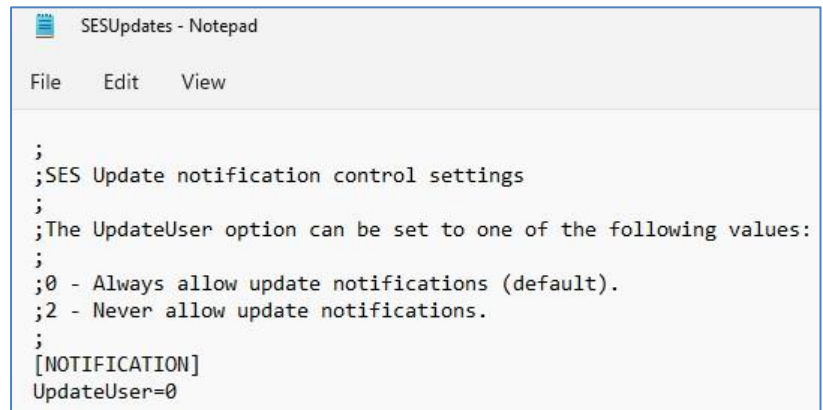 SESUpdates - Notepad
File Edit View
;
;SES Update notification control settings
;
;The UpdateUser option can be set to one of the following values:
;
;0 - Always allow update notifications (default).
;2 - Never allow update notifications.
;
[NOTIFICATION]
UpdateUser=0